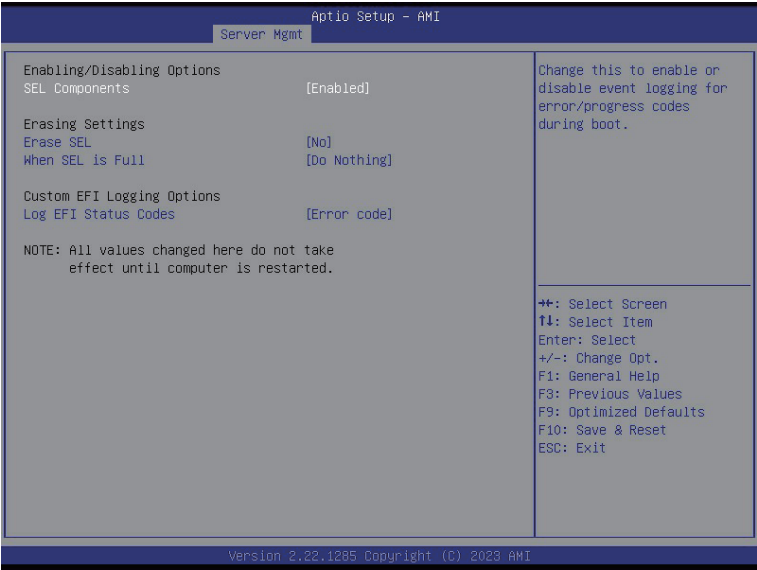 Aptio Setup – AMI
Server Mgmt
Enabling/Disabling Options
SEL Components [Enabled]
Erasing Settings
Erase SEL [No]
When SEL is Full [Do Nothing]
Custom EFI Logging Options
Log EFI Status Codes [Error code]
NOTE: All values changed here do not take
effect until computer is restarted.
Change this to enable or
disable event logging for
error/progress codes
during boot.
→←: Select Screen
↑↓: Select Item
Enter: Select
+/-: Change Opt.
F1: General Help
F3: Previous Values
F9: Optimized Defaults
F10: Save & Reset
ESC: Exit
Version 2.22.1285 Copyright (C) 2023 AMI